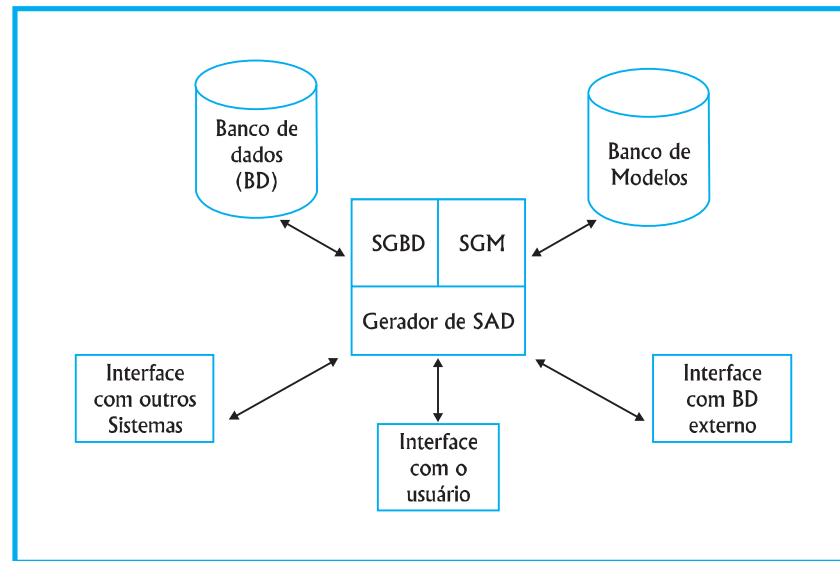 Banco de
dados
(BD)
Banco de
Modelos
SGBD
SGM
Gerador de SAD
Interface
com outros
Sistemas
Interface
com o
usuário
Interface
com BD
externo